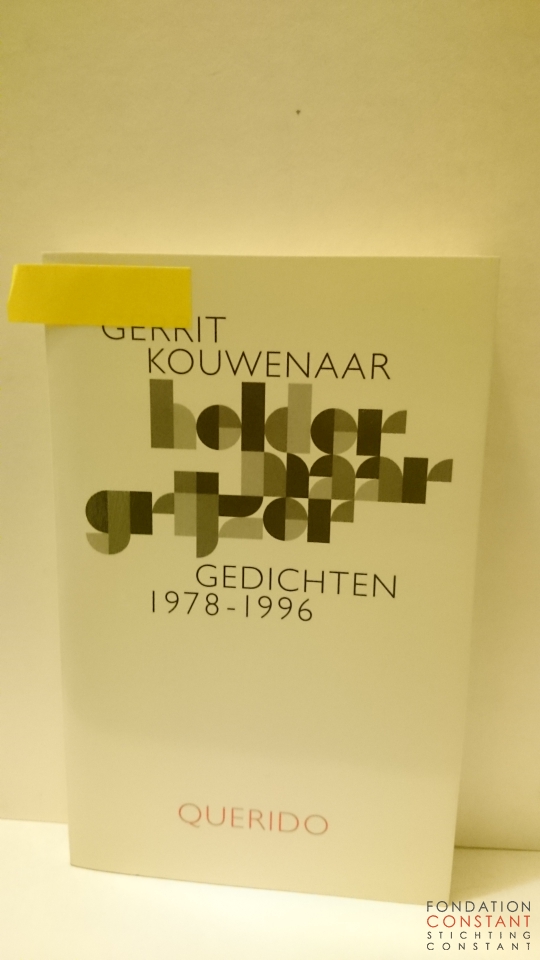 GERRIT
KOUWENAAR
helder
maar
grijzer
GEDICHTEN
1978-1996
QUERIDO
FONDATION
CONSTANT
STICHTING
CONSTANT